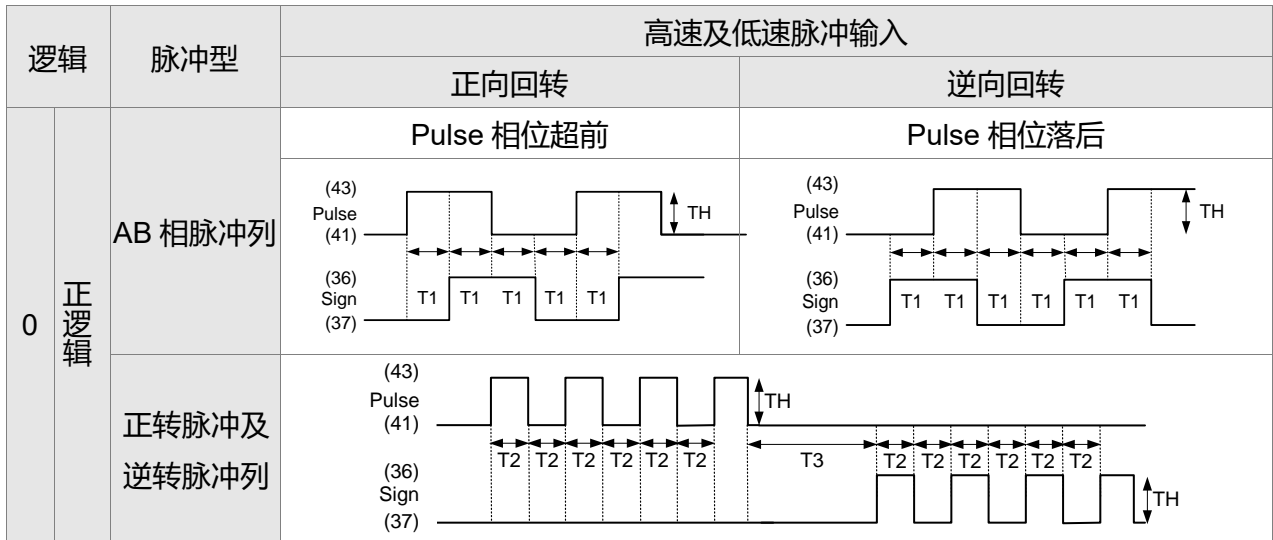 逻辑
脉冲型
高速及低速脉冲输入
正向回转
逆向回转
0
正逻辑
AB 相脉冲列
Pulse 相位超前
Pulse 相位落后
(43)
Pulse
(41)
TH
(36)
Sign
(37)
T1 T1 T1 T1 T1
(43)
Pulse
(41)
TH
(36)
Sign
(37)
T1 T1 T1 T1 T1 T1
正转脉冲及
逆转脉冲列
(43)
Pulse
(41)
TH
T2 T2 T2 T2 T2 T2 T3 T2 T2 T2 T2 T2 T2
(36)
Sign
(37)
TH